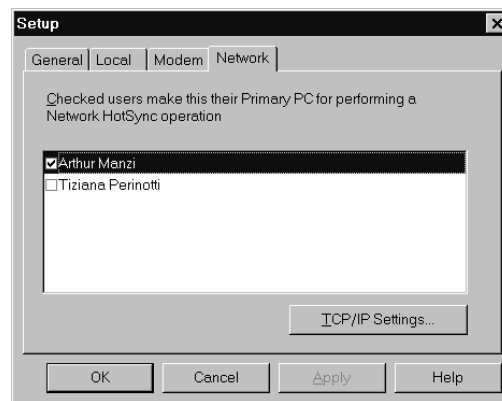 Setup
General Local Modem Network
Checked users make this their Primary PC for performing a
Network HotSync operation
Arthur Manzi
Tiziana Perinotti
TCP/IP Settings...
OK Cancel Apply Help